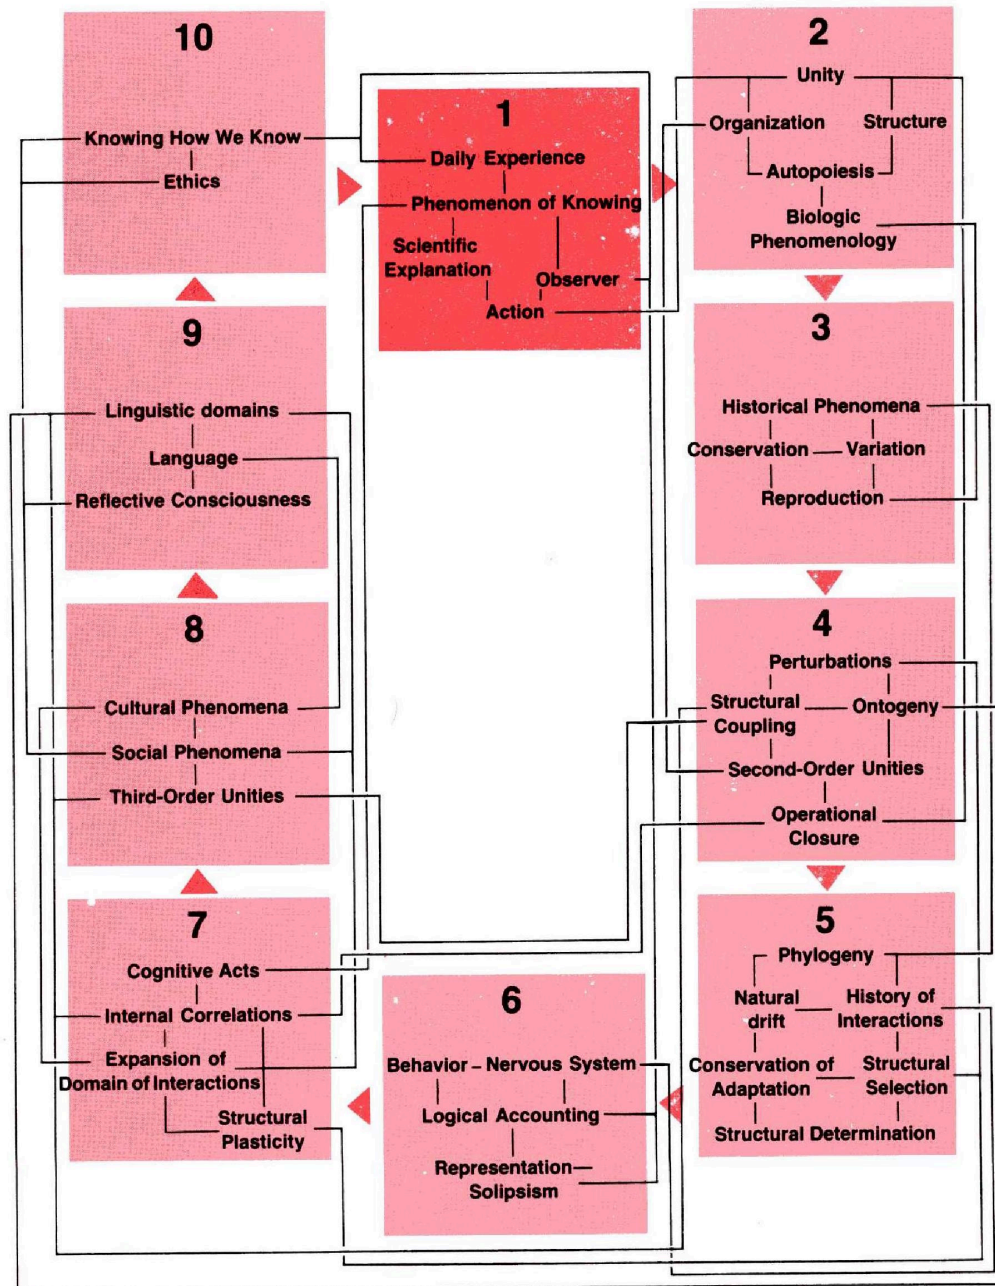 10
Knowing How We Know
Ethics
1
Daily Experience
Phenomenon of Knowing
Scientific
Explanation
Observer
Action
2
Unity
Organization
Structure
Autopoiesis
Biologic
Phenomenology
3
Historical Phenomena
Conservation
Variation
Reproduction
4
Perturbations
Structural
Coupling
Ontogeny
Second-Order Unities
Operational
Closure
5
Phylogeny
Natural
drift
History of
Interactions
Conservation of
Adaptation
Structural
Selection
Structural Determination
6
Behavior – Nervous System
Logical Accounting
Representation
Solipsism
7
Cognitive Acts
Internal Correlations
Expansion of
Domain of Interactions
Structural
Plasticity
8
Cultural Phenomena
Social Phenomena
Third-Order Unities
9
Linguistic domains
Language
Reflective Consciousness